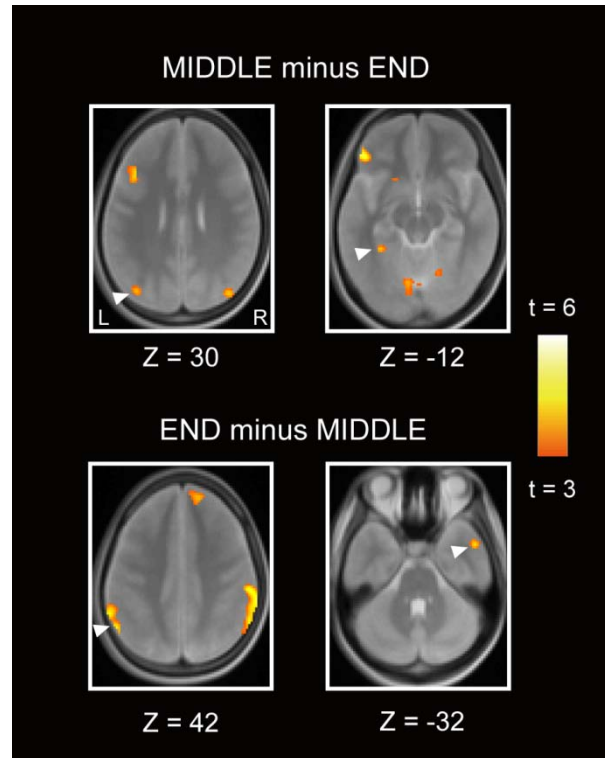 MIDDLE minus END
L
R
Z = 30
Z = -12
t = 6
END minus MIDDLE
t = 3
Z = 42
Z = -32